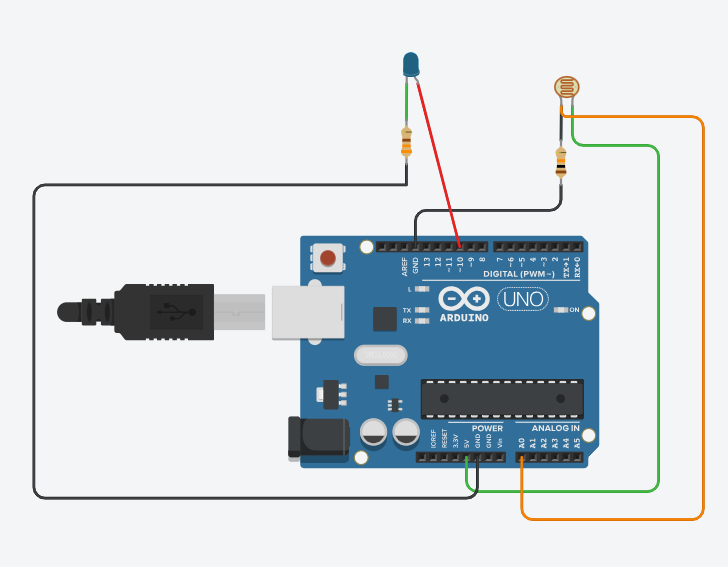 AREF
GND
13
12
~11
~10
~9
8
7
~6
~5
4
~3
2
TX→1
RX←0
DIGITAL (PWM~)
L
TX
RX
ARDUINO
UNO
ON
POWER
ANALOG IN
IOREF
RESET
3.3V
5V
GND
GND
Vin
A0
A1
A2
A3
A4
A5